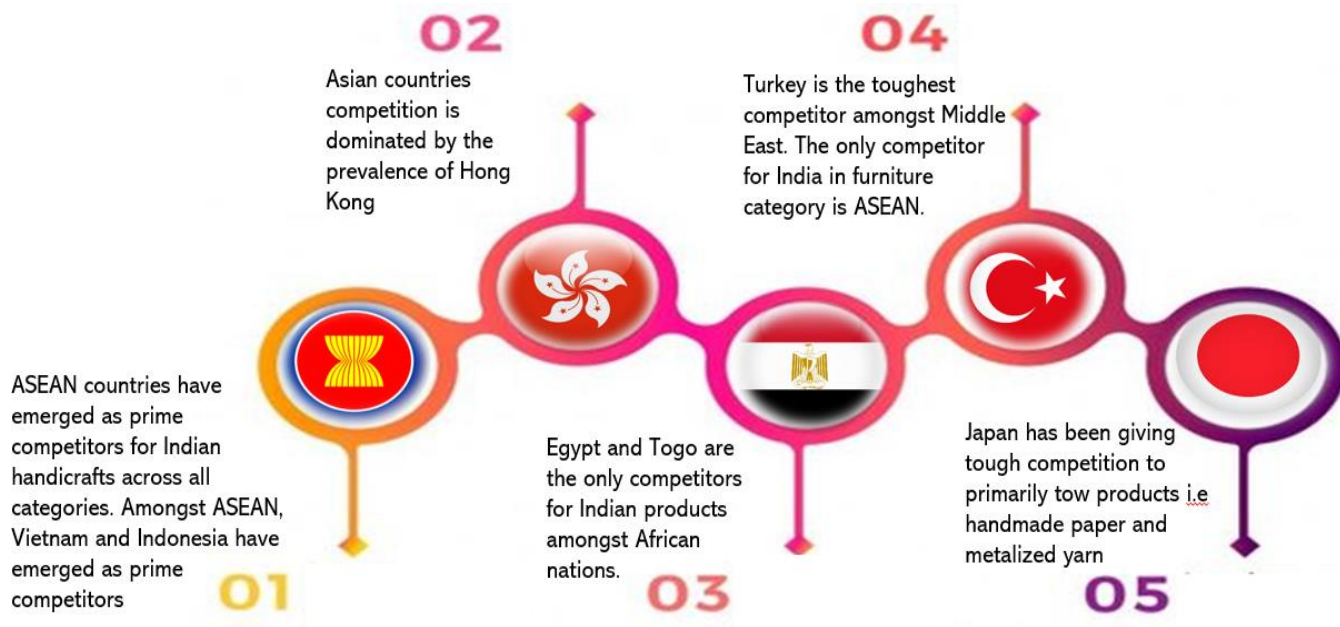 01
ASEAN countries have
emerged as prime
competitors for Indian
handicrafts across all
categories. Amongst ASEAN,
Vietnam and Indonesia have
emerged as prime
competitors
02
Asian countries
competition is
dominated by the
prevalence of Hong
Kong
03
Egypt and Togo are
the only competitors
for Indian products
amongst African
nations.
04
Turkey is the toughest
competitor amongst Middle
East. The only competitor
for India in furniture
category is ASEAN.
05
Japan has been giving
tough competition to
primarily tow products i.e
handmade paper and
metalized yarn